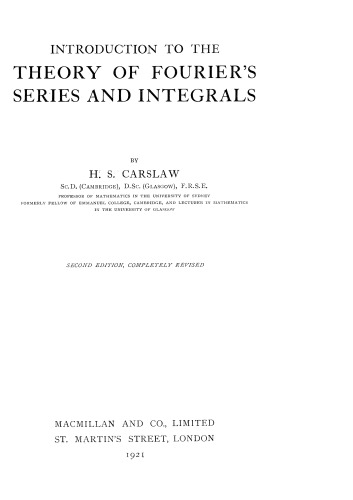 INTRODUCTION TO THE
THEORY OF FOURIER'S
SERIES AND INTEGRALS
BY
H. S. CARSLAW
Sc.D. (Cambridge), D.Sc. (Glasgow), F.R.S.E.
PROFESSOR OF MATHEMATICS IN THE UNIVERSITY OF SYDNEY
FORMERLY FELLOW OF EMMANUEL COLLEGE, CAMBRIDGE, AND LECTURER IN MATHEMATICS
IN THE UNIVERSITY OF GLASGOW
SECOND EDITION, COMPLETELY REVISED
MACMILLAN AND CO., LIMITED
ST. MARTIN'S STREET, LONDON
1921